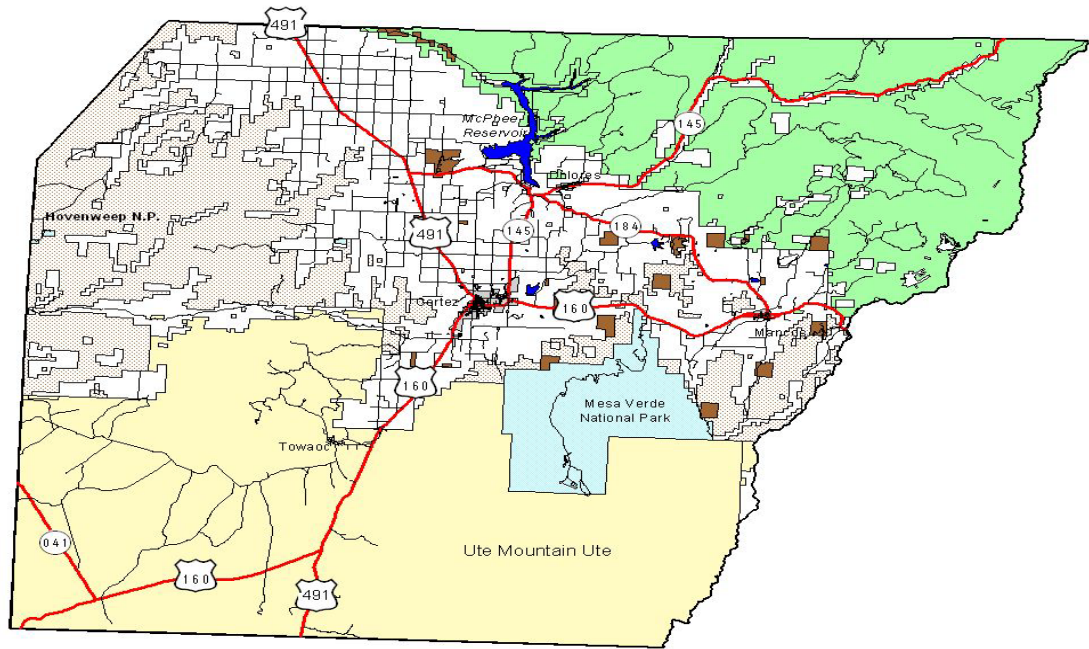 491
McPhee
Reservoir
145
Dolores
Hovenweep N.P.
491
145
184
Cortez
160
Mancos
160
Mesa Verde
National Park
Towaoc
041
160
Ute Mountain Ute
491